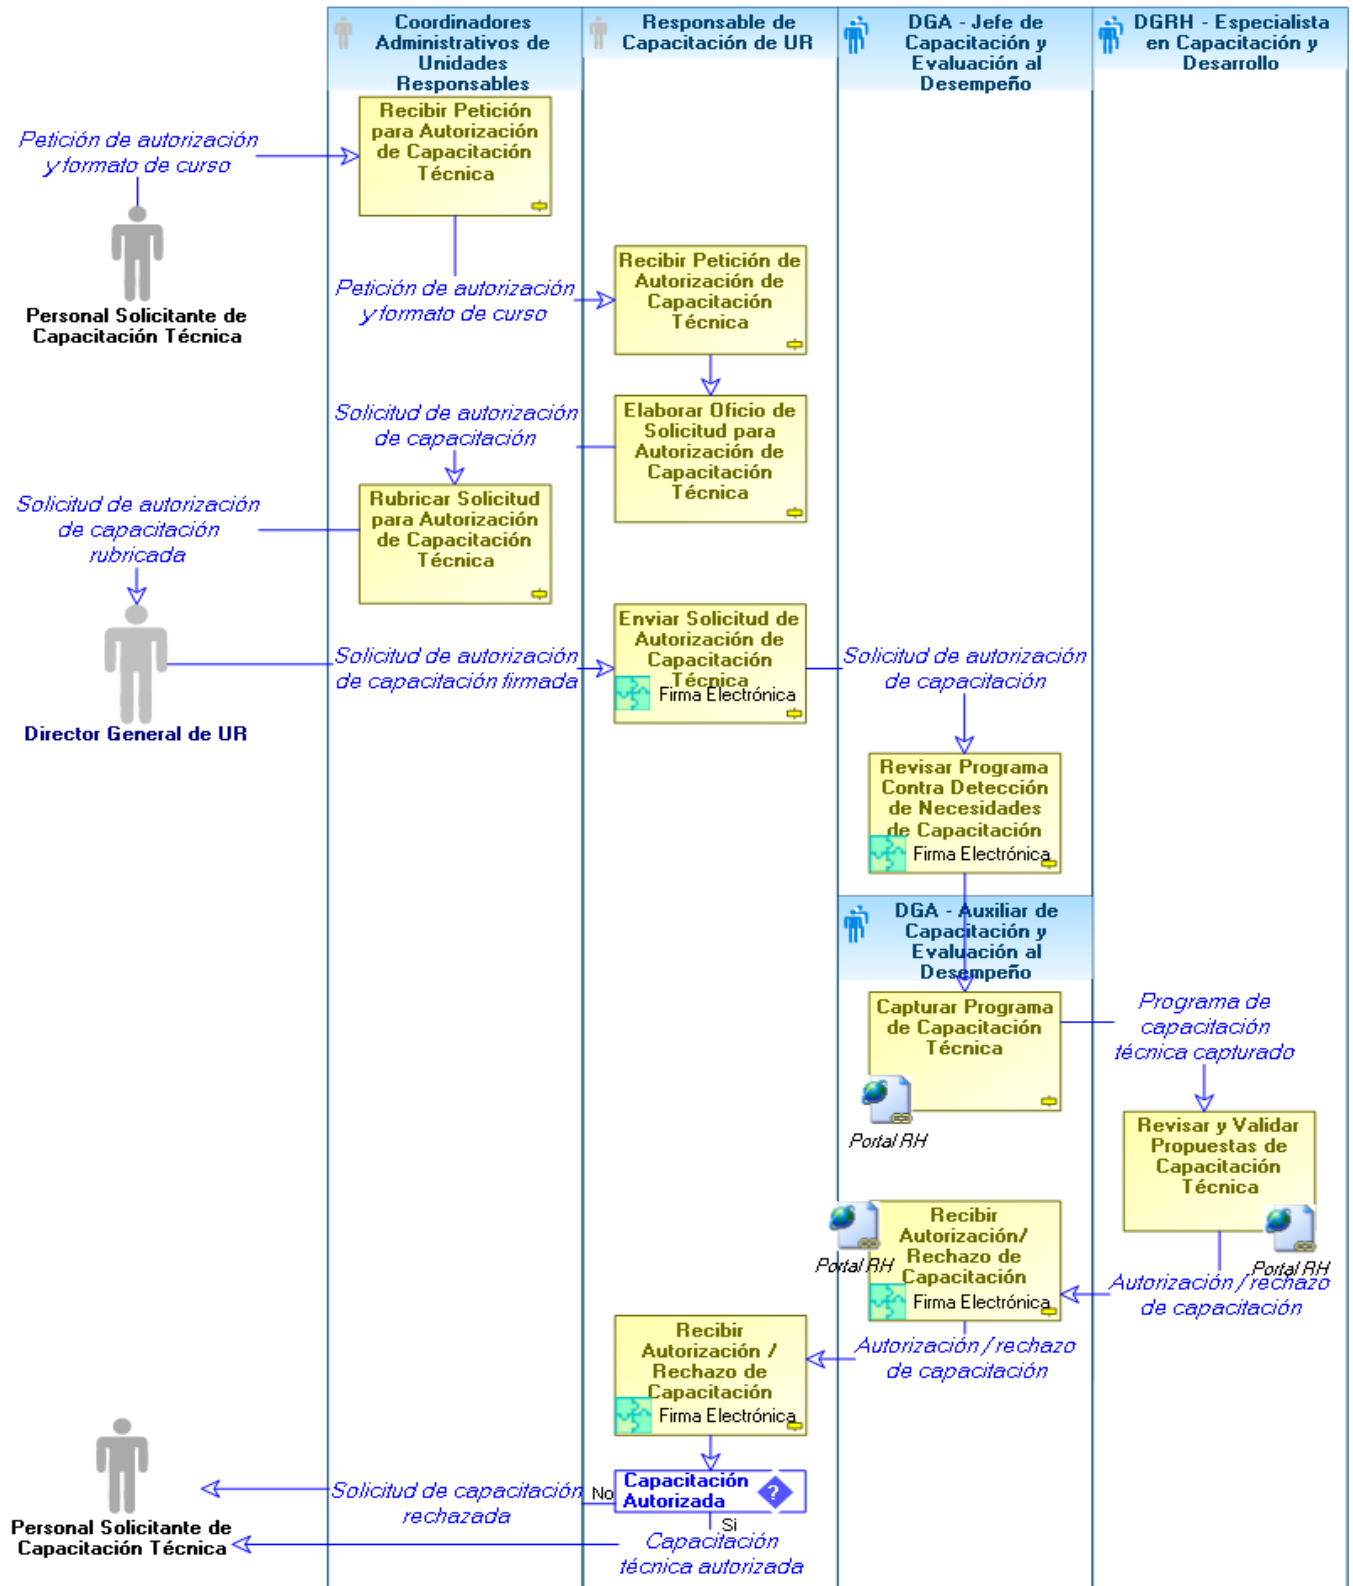 Coordinadores
Administrativos de
Unidades
Responsables
Responsable de
Capacitación de UR
DGA - Jefe de
Capacitación y
Evaluación al
Desempeño
DGRH - Especialista
en Capacitación y
Desarrollo
Petición de autorización
y formato de curso
Personal Solicitante de
Capacitación Técnica
Recibir Petición
para Autorización
de Capacitación
Técnica
Petición de autorización
y formato de curso
Recibir Petición de
Autorización de
Capacitación
Técnica
Elaborar Oficio de
Solicitud para
Autorización de
Capacitación
Técnica
Solicitud de autorización
de capacitación
Rubricar Solicitud
para Autorización
de Capacitación
Técnica
Solicitud de autorización
de capacitación
rubricada
Director General de UR
Solicitud de autorización
de capacitación firmada
Enviar Solicitud de
Autorización de
Capacitación
Técnica
Firma Electrónica
Solicitud de autorización
de capacitación
Revisar Programa
Contra Detección
de Necesidades
de Capacitación
Firma Electrónica
DGA - Auxiliar de
Capacitación y
Evaluación al
Desempeño
Capturar Programa
de Capacitación
Técnica
Portal RH
Programa de
capacitación
técnica capturado
Revisar y Validar
Propuestas de
Capacitación
Técnica
Portal RH
Autorización / rechazo
de capacitación
Recibir
Autorización/
Rechazo de
Capacitación
Firma Electrónica
Portal RH
Autorización / rechazo
de capacitación
Recibir
Autorización /
Rechazo de
Capacitación
Firma Electrónica
Capacitación
Autorizada
?
No
Solicitud de capacitación
rechazada
Si
Capacitación
técnica autorizada
Personal Solicitante de
Capacitación Técnica